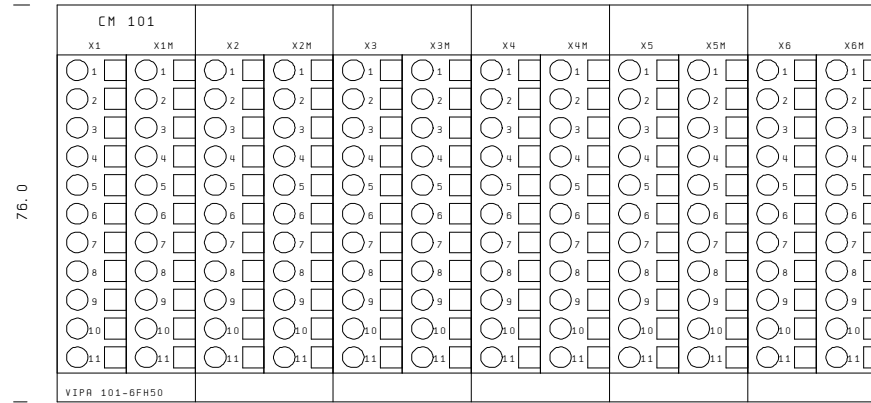 CM 101
X1 X1M X2 X2M X3 X3M X4 X4M X5 X5M X6 X6M
1 1 1 1 1 1 1 1 1 1 1 1
2 2 2 2 2 2 2 2 2 2 2 2
3 3 3 3 3 3 3 3 3 3 3 3
4 4 4 4 4 4 4 4 4 4 4 4
5 5 5 5 5 5 5 5 5 5 5 5
6 6 6 6 6 6 6 6 6 6 6 6
7 7 7 7 7 7 7 7 7 7 7 7
8 8 8 8 8 8 8 8 8 8 8 8
9 9 9 9 9 9 9 9 9 9 9 9
10 10 10 10 10 10 10 10 10 10 10 10
11 11 11 11 11 11 11 11 11 11 11 11
VIPA 101-6FH50
76.0